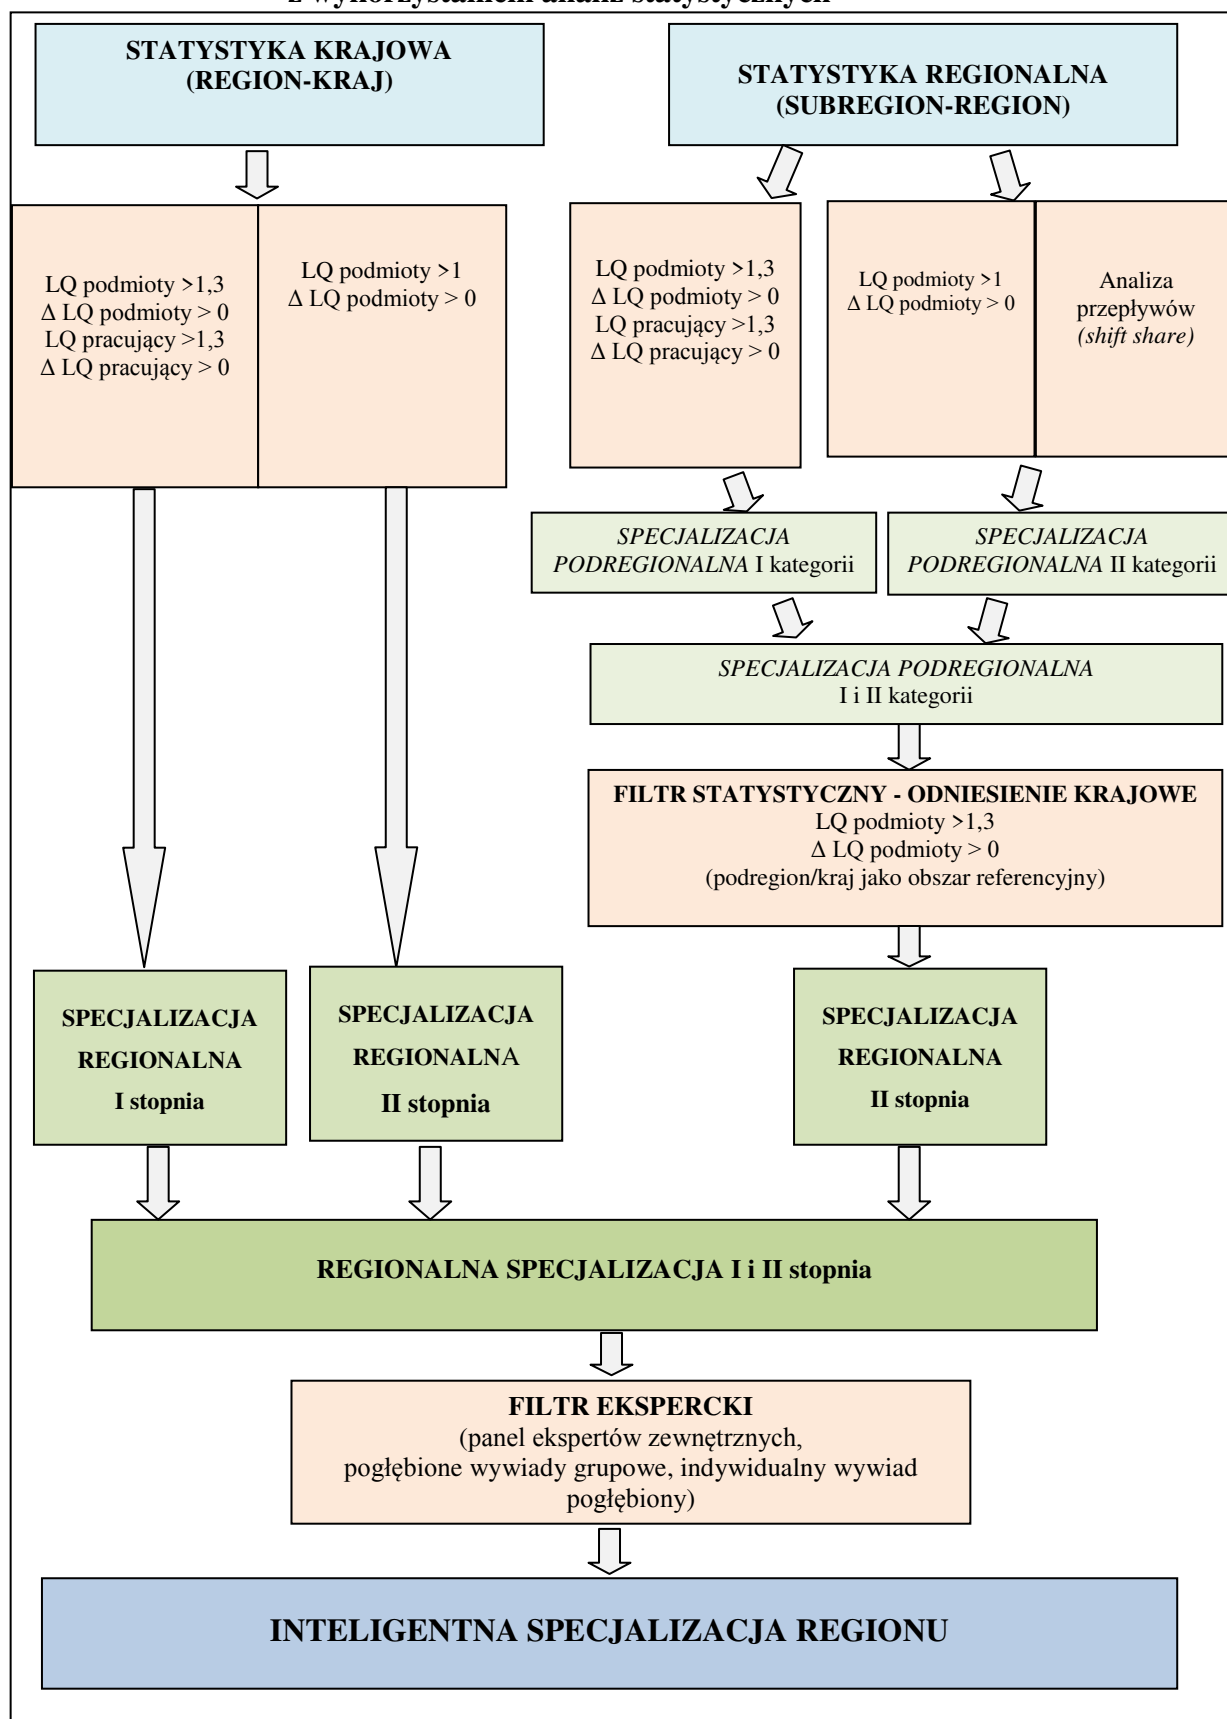 z wykorzystaniem analiz statystycznych
STATYSTYKA KRAJOWA
(REGION-KRAJ)
STATYSTYKA REGIONALNA
(SUBREGION-REGION)
LQ podmioty >1,3
Δ LQ podmioty > 0
LQ pracujący >1,3
Δ LQ pracujący > 0
LQ podmioty >1
Δ LQ podmioty > 0
LQ podmioty >1,3
Δ LQ podmioty > 0
LQ pracujący >1,3
Δ LQ pracujący > 0
LQ podmioty >1
Δ LQ podmioty > 0
Analiza
przepływów
(shift share)
SPECJALIZACJA
PODREGIONALNA I kategorii
SPECJALIZACJA
PODREGIONALNA II kategorii
SPECJALIZACJA PODREGIONALNA
I i II kategorii
FILTR STATYSTYCZNY - ODNIESIENIE KRAJOWE
LQ podmioty >1,3
Δ LQ podmioty > 0
(podregion/kraj jako obszar referencyjny)
SPECJALIZACJA
REGIONALNA
I stopnia
SPECJALIZACJA
REGIONALNA
II stopnia
SPECJALIZACJA
REGIONALNA
II stopnia
REGIONALNA SPECJALIZACJA I i II stopnia
FILTR EKSPERCKI
(panel ekspertów zewnętrznych,
pogłębione wywiady grupowe, indywidualny wywiad
pogłębiony)
INTELIGENTNA SPECJALIZACJA REGIONU